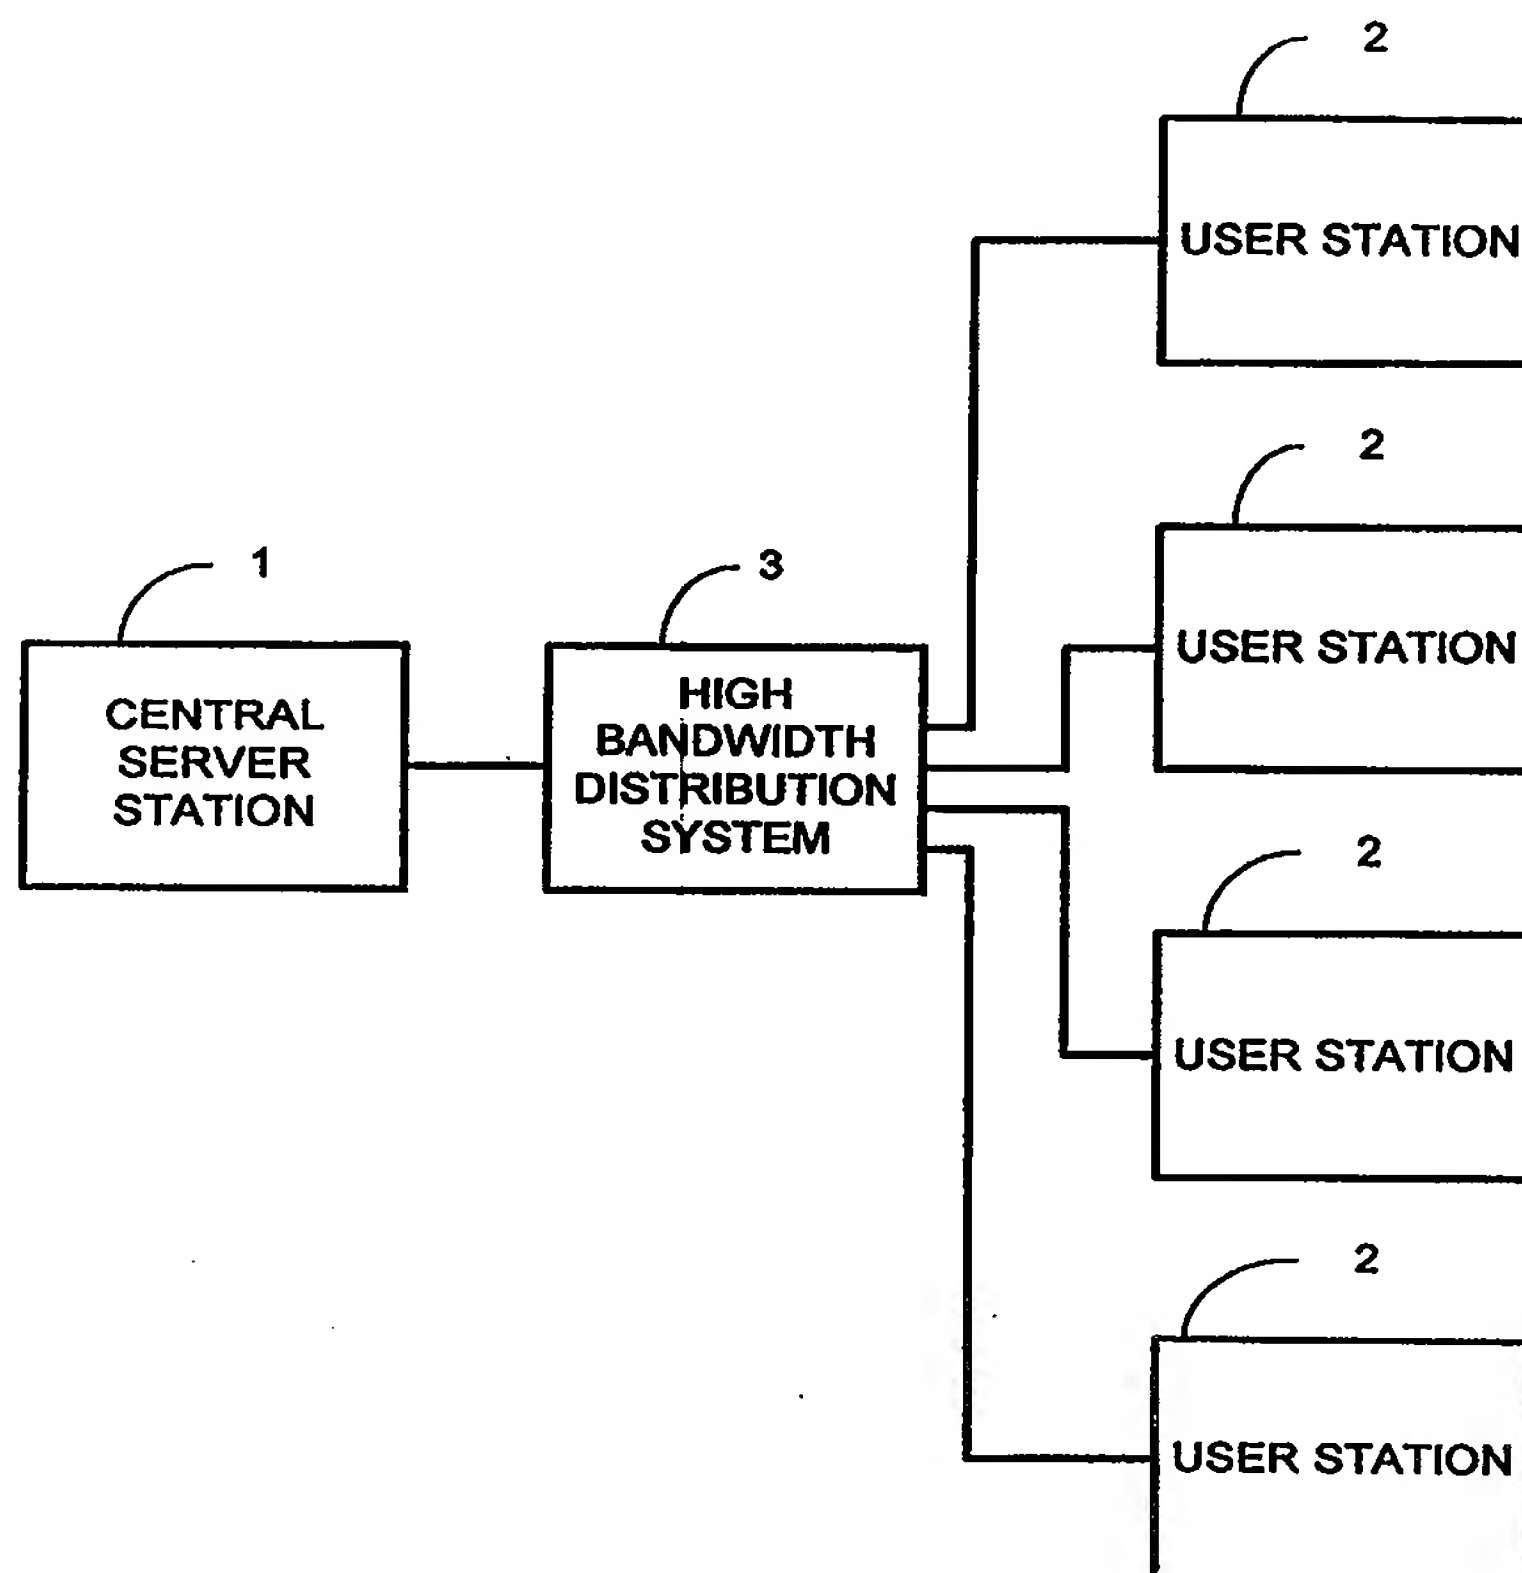 2
USER STATION
2
USER STATION
1
3
CENTRAL
SERVER
STATION
HIGH
BANDWIDTH
DISTRIBUTION
SYSTEM
2
USER STATION
2
USER STATION